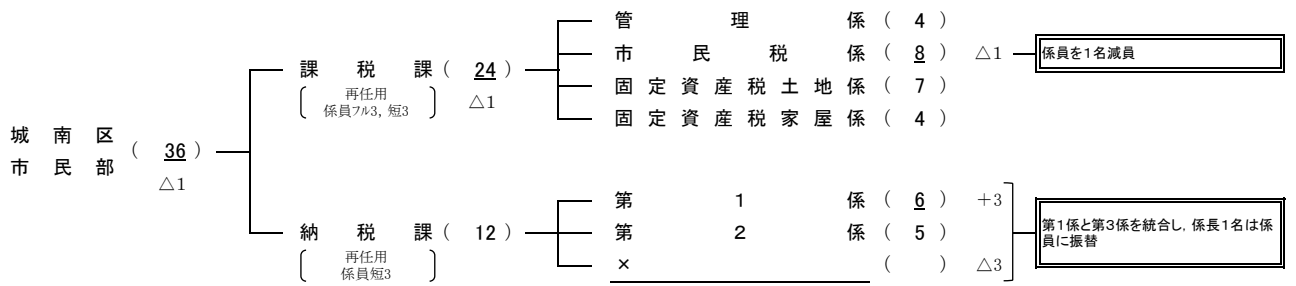 管理係 ( 4 )
市民税係 ( 8 ) △1 係員を1名減員
課税課 ( 24 )
再任用
係員フル3, 短3
△1
固定資産税土地係 ( 7 )
固定資産税家屋係 ( 4 )
城南区
市民部
( 36 )
△1
第1係 ( 6 ) +3
納税課 ( 12 )
再任用
係員短3
第2係 ( 5 )
× ( ) △3
第1係と第3係を統合し, 係長1名は係
員に振替